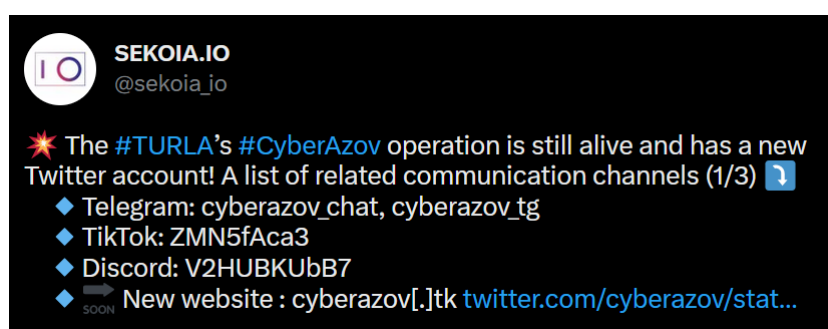 IO
SEKOIA.IO
@sekoia_io
💥 The #TURLA’s #CyberAzov operation is still alive and has a new
Twitter account! A list of related communication channels (1/3) ⤵️
🔹 Telegram: cyberazov_chat, cyberazov_tg
🔹 TikTok: ZMN5fAca3
🔹 Discord: V2HUBKUbB7
🔹 🔜 New website : cyberazov[.]tk twitter.com/cyberazov/stat…